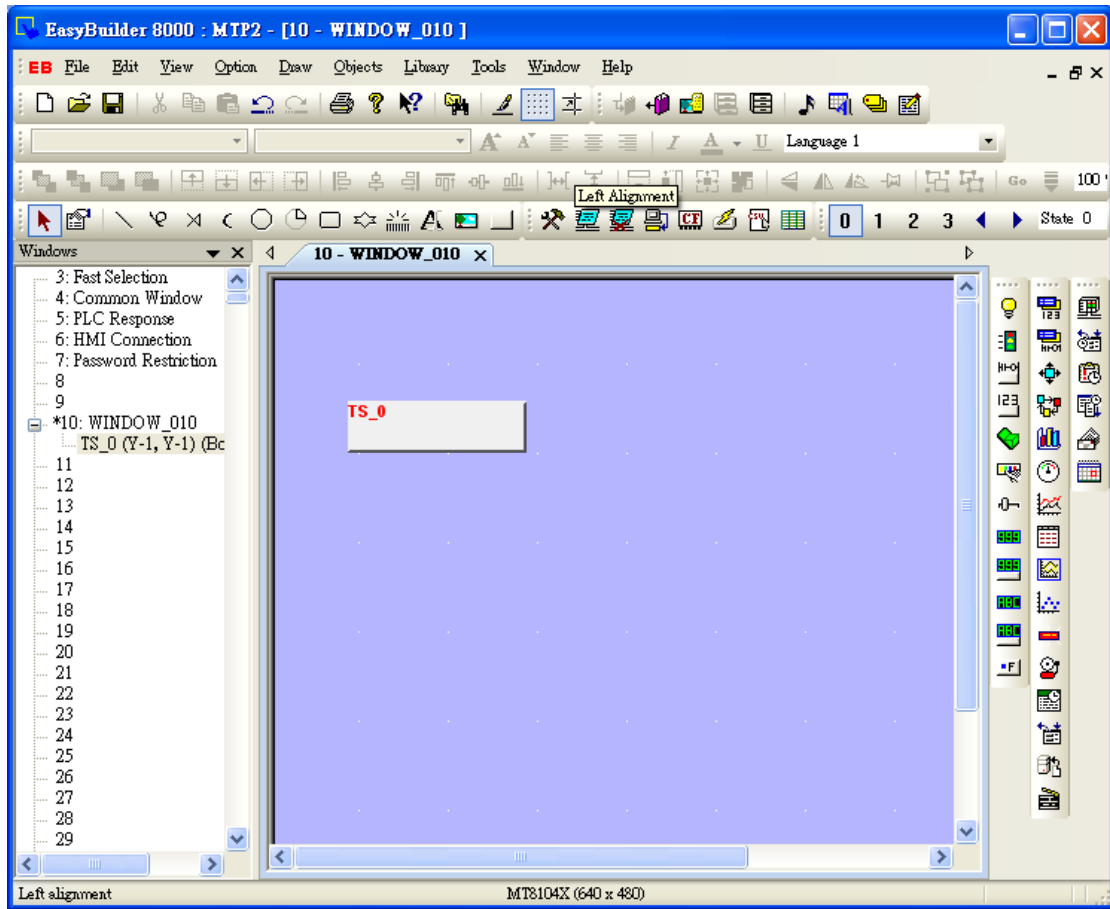 EasyBuilder 8000 : MTP2 - [10 - WINDOW_010 ]
EB File Edit View Option Draw Objects Library Tools Window Help
Language 1
Go 100
Left Alignment
0 1 2 3 State 0
Windows
10 - WINDOW_010
3: Fast Selection
4: Common Window
5: PLC Response
6: HMI Connection
7: Password Restriction
8
9
*10: WINDOW_010
TS_0 (Y-1, Y-1) (Bc
11
12
13
14
15
16
17
18
19
20
21
22
23
24
25
26
27
28
29
TS_0
Left alignment
MT8104X (640 x 480)